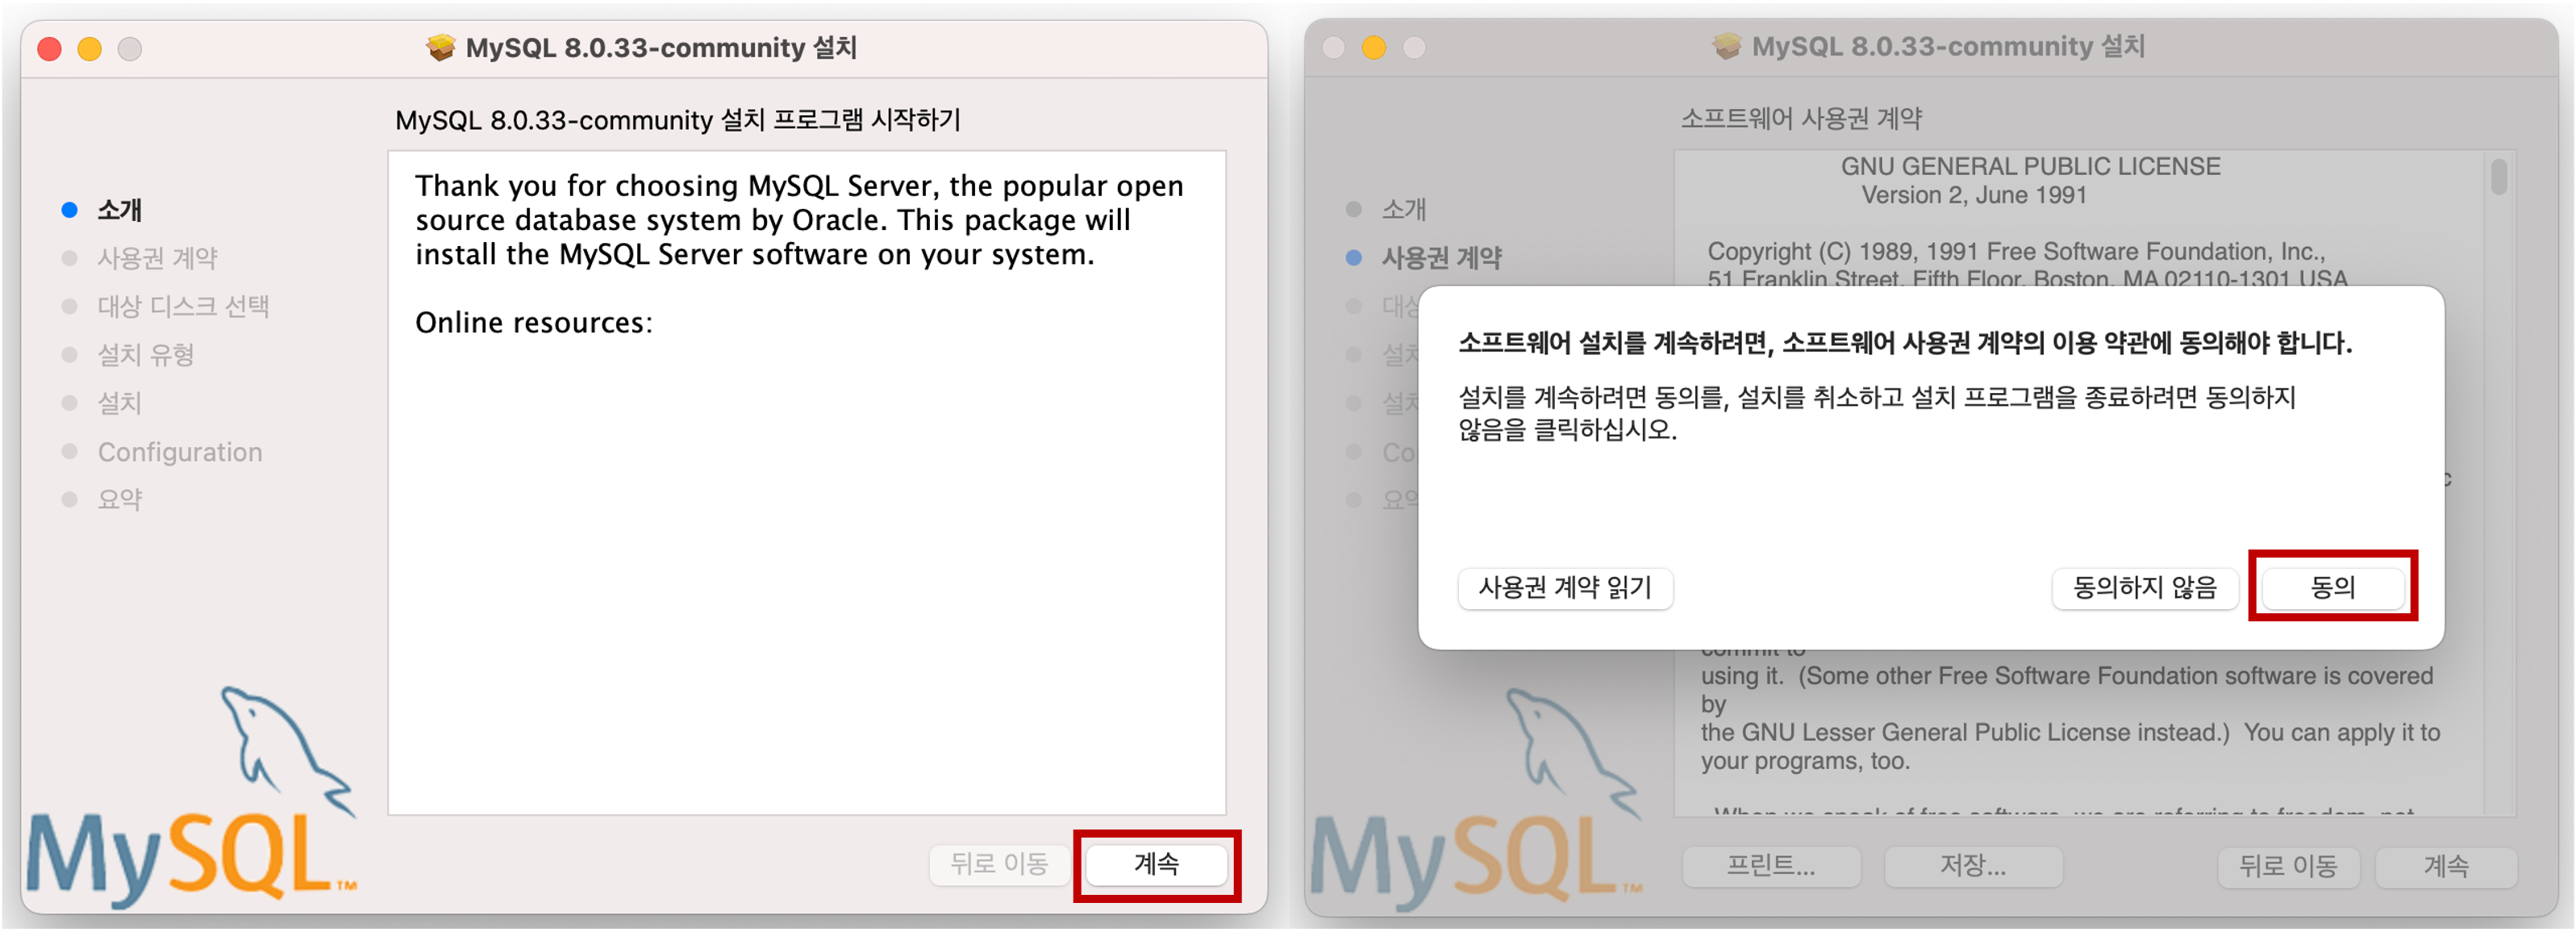 MySQL 8.0.33-community 설치
MySQL 8.0.33-community 설치 프로그램 시작하기
소개
사용권 계약
대상 디스크 선택
설치 유형
설치
Configuration
요약
Thank you for choosing MySQL Server, the popular open
source database system by Oracle. This package will
install the MySQL Server software on your system.
Online resources:
MySQL™
뒤로 이동
계속
MySQL 8.0.33-community 설치
소프트웨어 사용권 계약
소개
사용권 계약
대상
설치
설치
Co
요약
GNU GENERAL PUBLIC LICENSE
Version 2, June 1991
Copyright (C) 1989, 1991 Free Software Foundation, Inc.,
51 Franklin Street, Fifth Floor, Boston, MA 02110-1301 USA
c
소프트웨어 설치를 계속하려면, 소프트웨어 사용권 계약의 이용 약관에 동의해야 합니다.
설치를 계속하려면 동의를, 설치를 취소하고 설치 프로그램을 종료하려면 동의하지
않음을 클릭하십시오.
사용권 계약 읽기
동의하지 않음
동의
commit to
using it. (Some other Free Software Foundation software is covered
by
the GNU Lesser General Public License instead.) You can apply it to
your programs, too.
When we speak of free software, we are referring to freedom, not
MySQL™
프린트...
저장...
뒤로 이동
계속